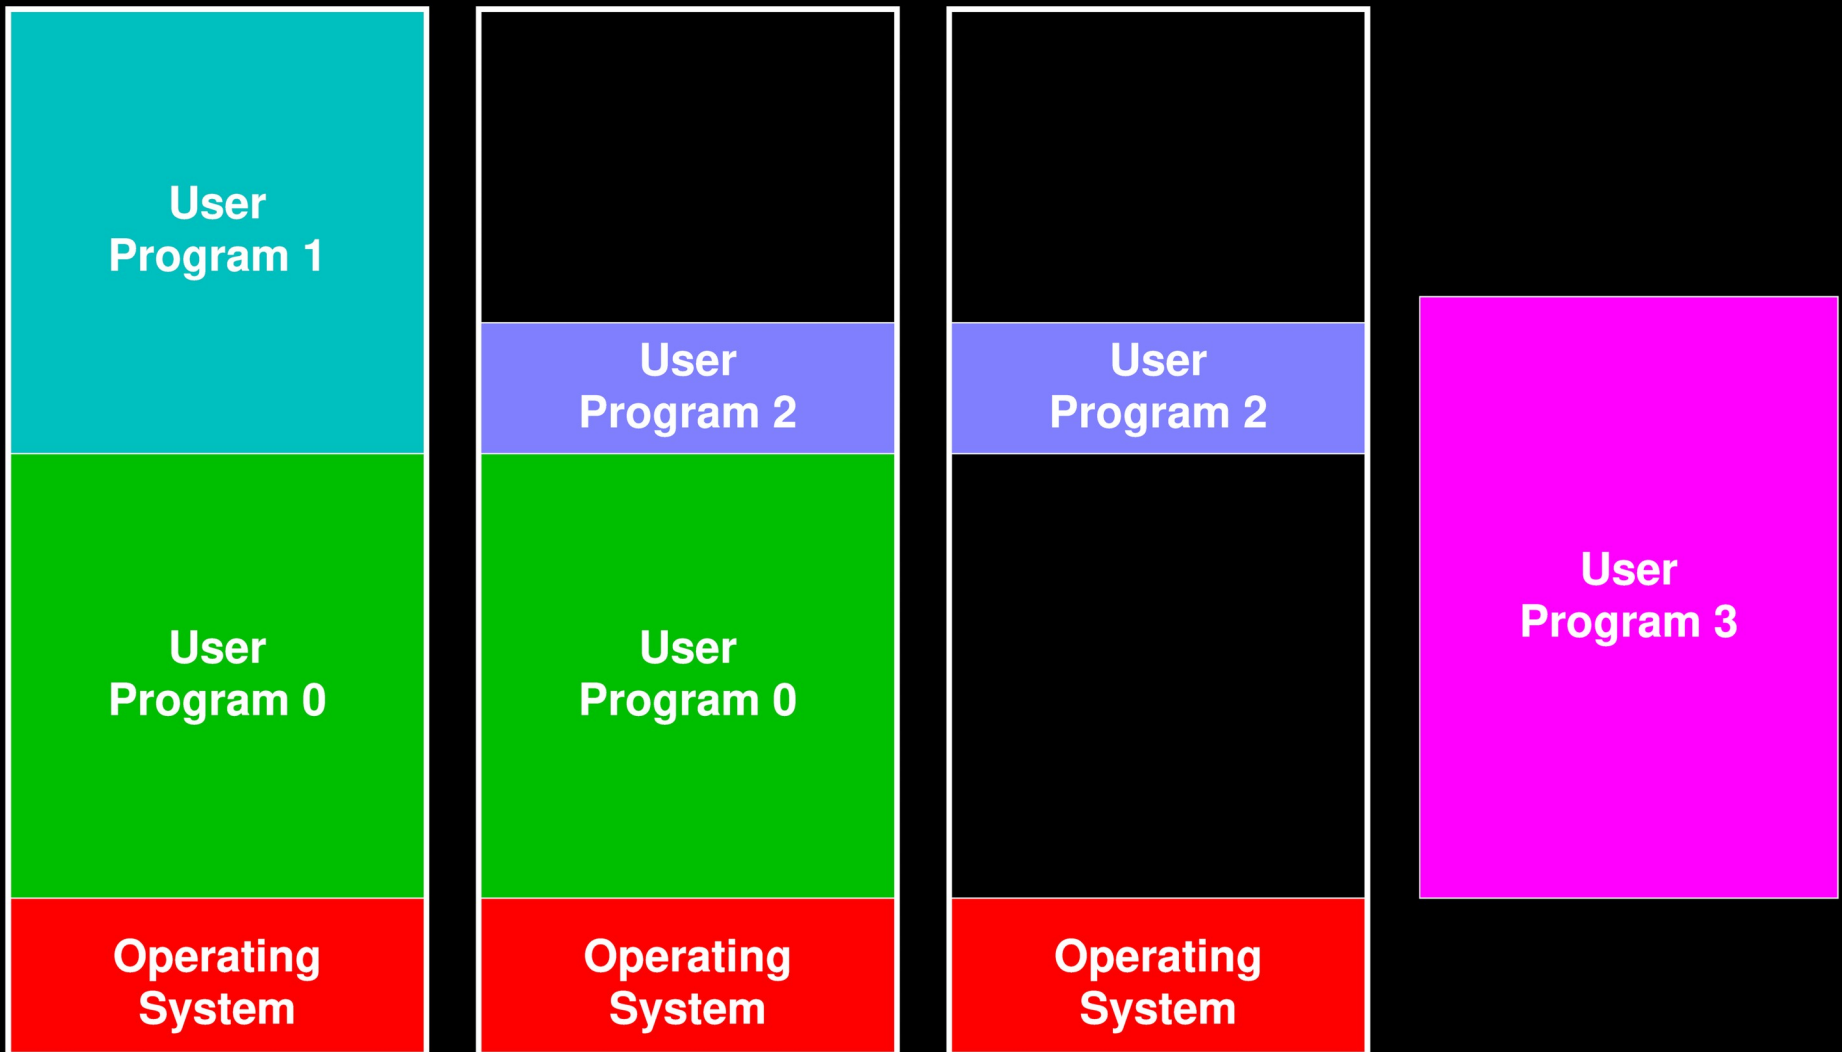 User
Program 1
User
Program 0
Operating
System
User
Program 2
User
Program 0
Operating
System
User
Program 2
Operating
System
User
Program 3